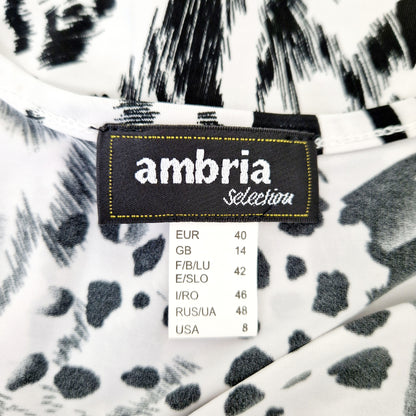 ambria
Selection
EUR 40
GB 14
F/B/LU
E/SLO 42
I/RO 46
RUS/UA 48
USA 8